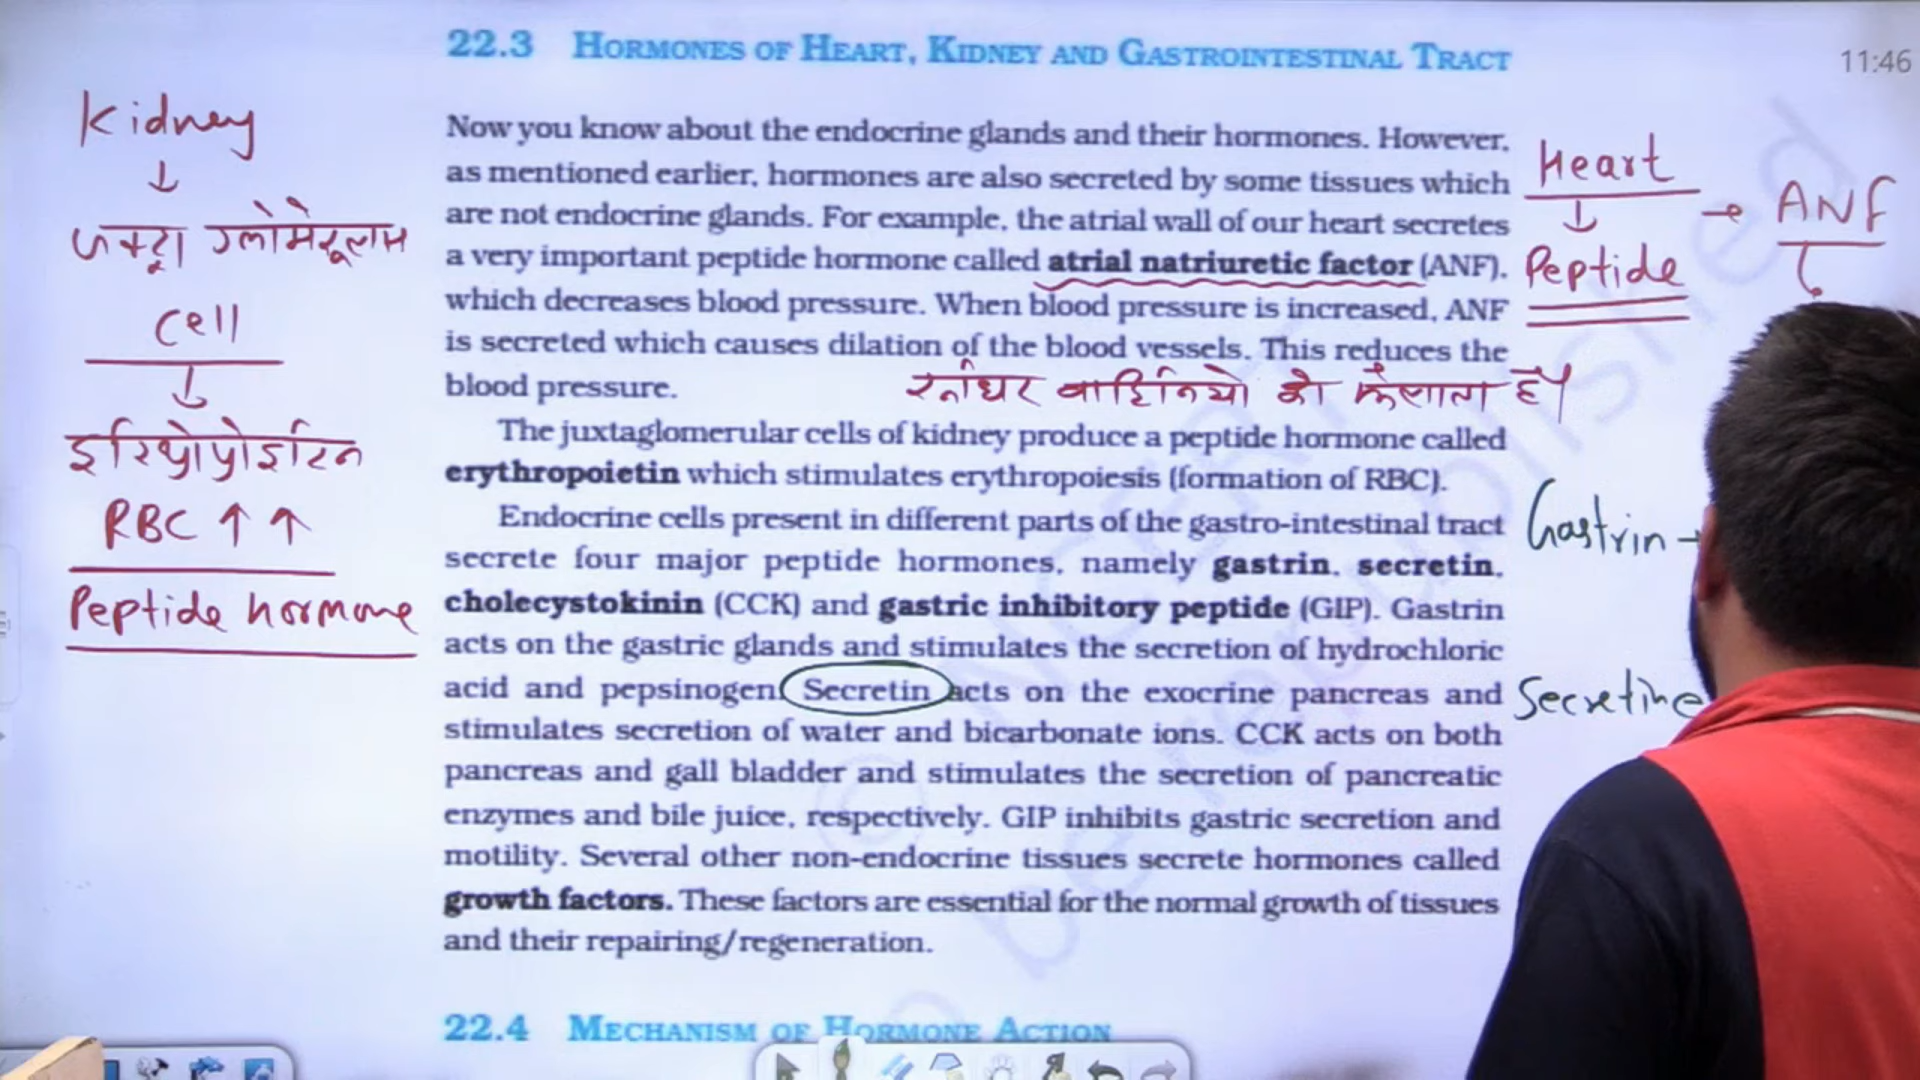 22.3 HORMONES OF HEART, KIDNEY AND GASTROINTESTINAL TRACT
11:46
Now you know about the endocrine glands and their hormones. However,
as mentioned earlier, hormones are also secreted by some tissues which
are not endocrine glands. For example, the atrial wall of our heart secretes
a very important peptide hormone called atrial natriuretic factor (ANF),
which decreases blood pressure. When blood pressure is increased, ANF
is secreted which causes dilation of the blood vessels. This reduces the
blood pressure.
The juxtaglomerular cells of kidney produce a peptide hormone called
erythropoietin which stimulates erythropoiesis (formation of RBC).
Endocrine cells present in different parts of the gastro-intestinal tract
secrete four major peptide hormones, namely gastrin, secretin,
cholecystokinin (CCK) and gastric inhibitory peptide (GIP). Gastrin
acts on the gastric glands and stimulates the secretion of hydrochloric
acid and pepsinogen. Secretin acts on the exocrine pancreas and
stimulates secretion of water and bicarbonate ions. CCK acts on both
pancreas and gall bladder and stimulates the secretion of pancreatic
enzymes and bile juice, respectively. GIP inhibits gastric secretion and
motility. Several other non-endocrine tissues secrete hormones called
growth factors. These factors are essential for the normal growth of tissues
and their repairing/regeneration.
22.4 MECHANISM OF HORMONE ACTION
Kidney
↓
जक्टा ग्लोमेरूलाम
Cell
↓
इरिथ्रोपोइटिन
RBC ↑ ↑
Peptide hormone
Heart → ANF
↓
Peptide
वाहिनियो को फैलाता है
Gastrin →
Secretine